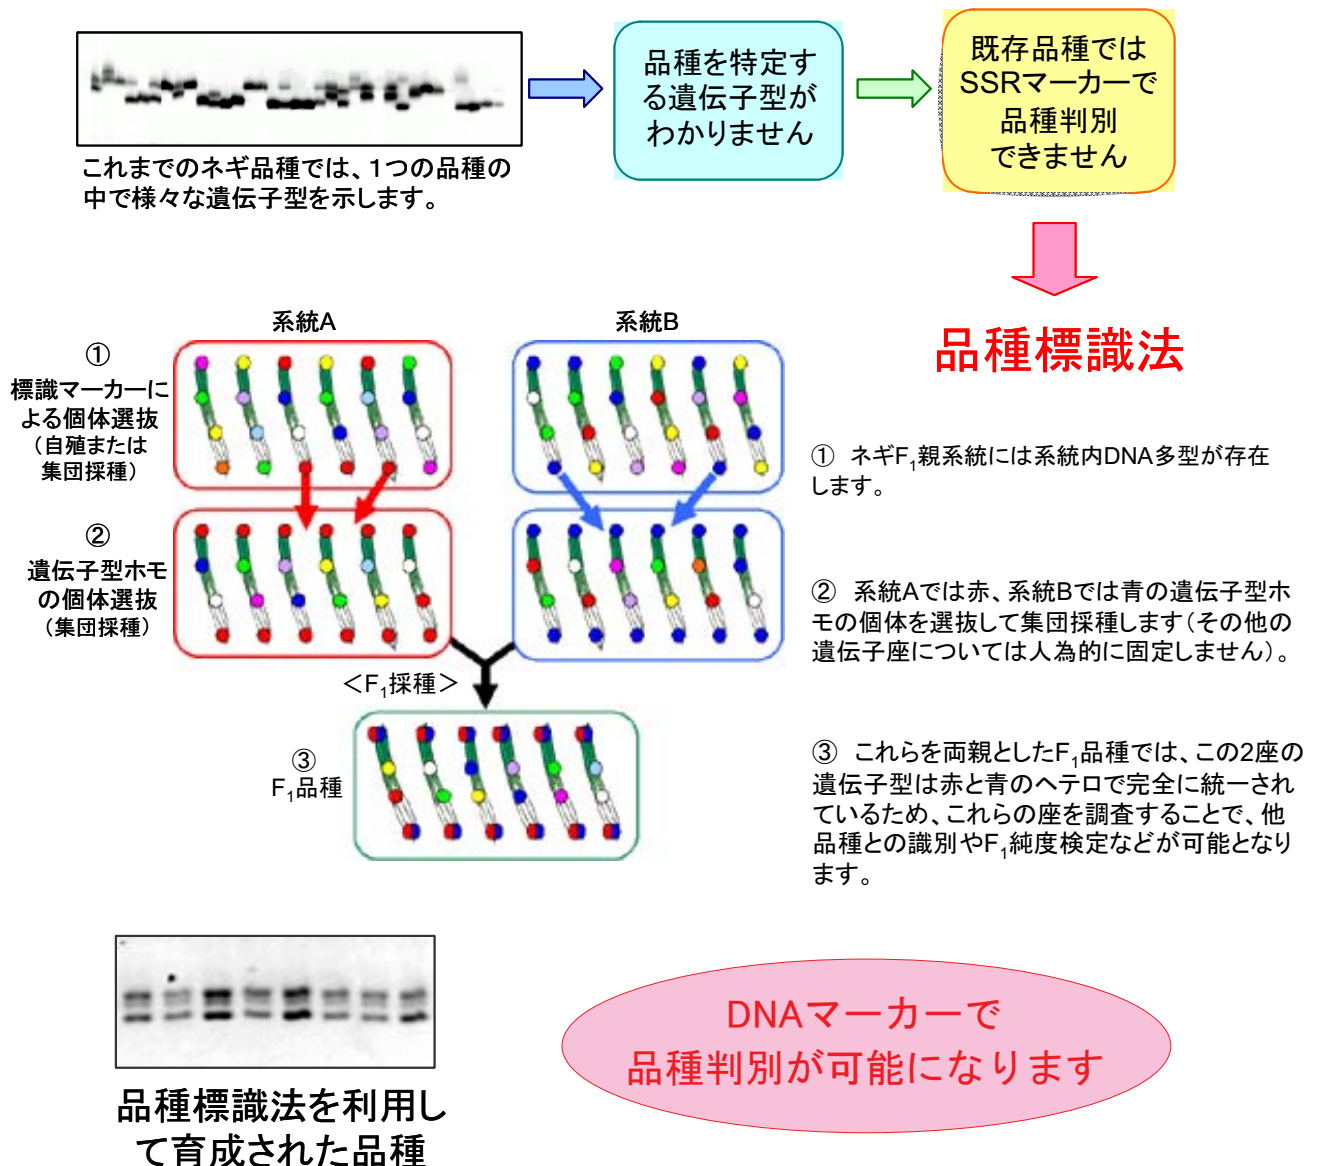 これまでのネギ品種では、1つの品種の
中で様々な遺伝子型を示します。
品種を特定す
る遺伝子型が
わかりません
既存品種では
SSRマーカーで
品種判別
できません
品種標識法
系統A
系統B
①
標識マーカーに
よる個体選抜
（自殖または
集団採種）
②
遺伝子型ホモ
の個体選抜
（集団採種）
＜F₁採種＞
③
F₁品種
① ネギF₁親系統には系統内DNA多型が存在
します。
② 系統Aでは赤、系統Bでは青の遺伝子型ホ
モの個体を選抜して集団採種します（その他の
遺伝子座については人為的に固定しません）。
③ これらを両親としたF₁品種では、この2座の
遺伝子型は赤と青のヘテロで完全に統一され
ているため、これらの座を調査することで、他
品種との識別やF₁純度検定などが可能となり
ます。
品種標識法を利用し
て育成された品種
DNAマーカーで
品種判別が可能になります